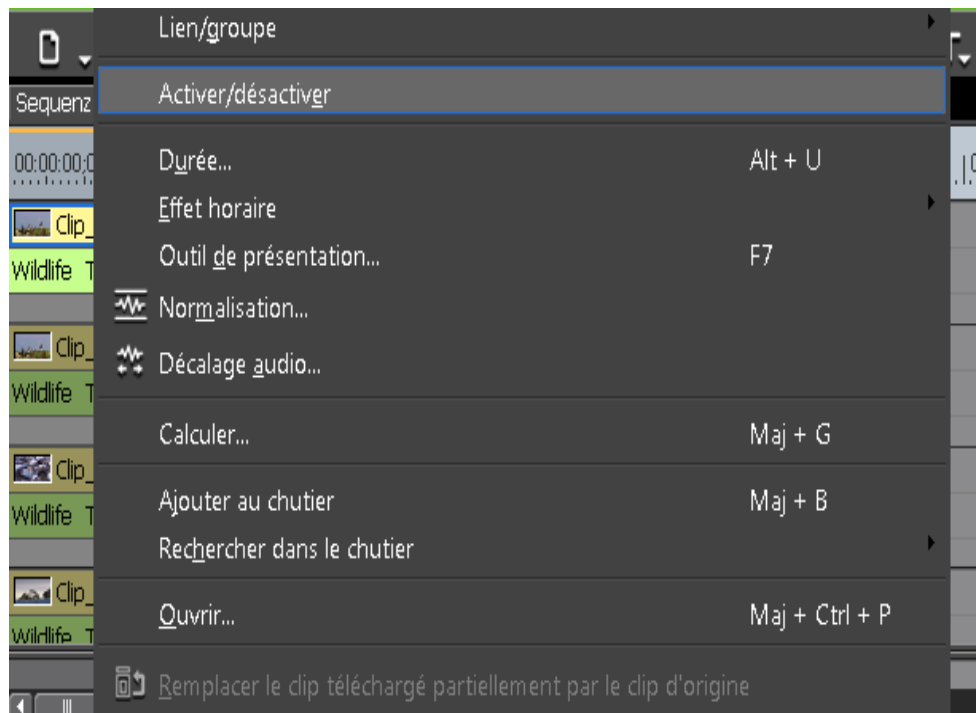 Lien/groupe
Sequenz
Activer/désactiver
00:00:00;0
Durée... Alt + U
Effet horaire
Clip_
Outil de présentation... F7
Wildlife T
Normalisation...
Clip_
Décalage audio...
Wildlife T
Calculer... Maj + G
Clip_
Ajouter au chutier Maj + B
Wildlife T
Rechercher dans le chutier
Clip_
Ouvrir... Maj + Ctrl + P
Wildlife T
Remplacer le clip téléchargé partiellement par le clip d'origine